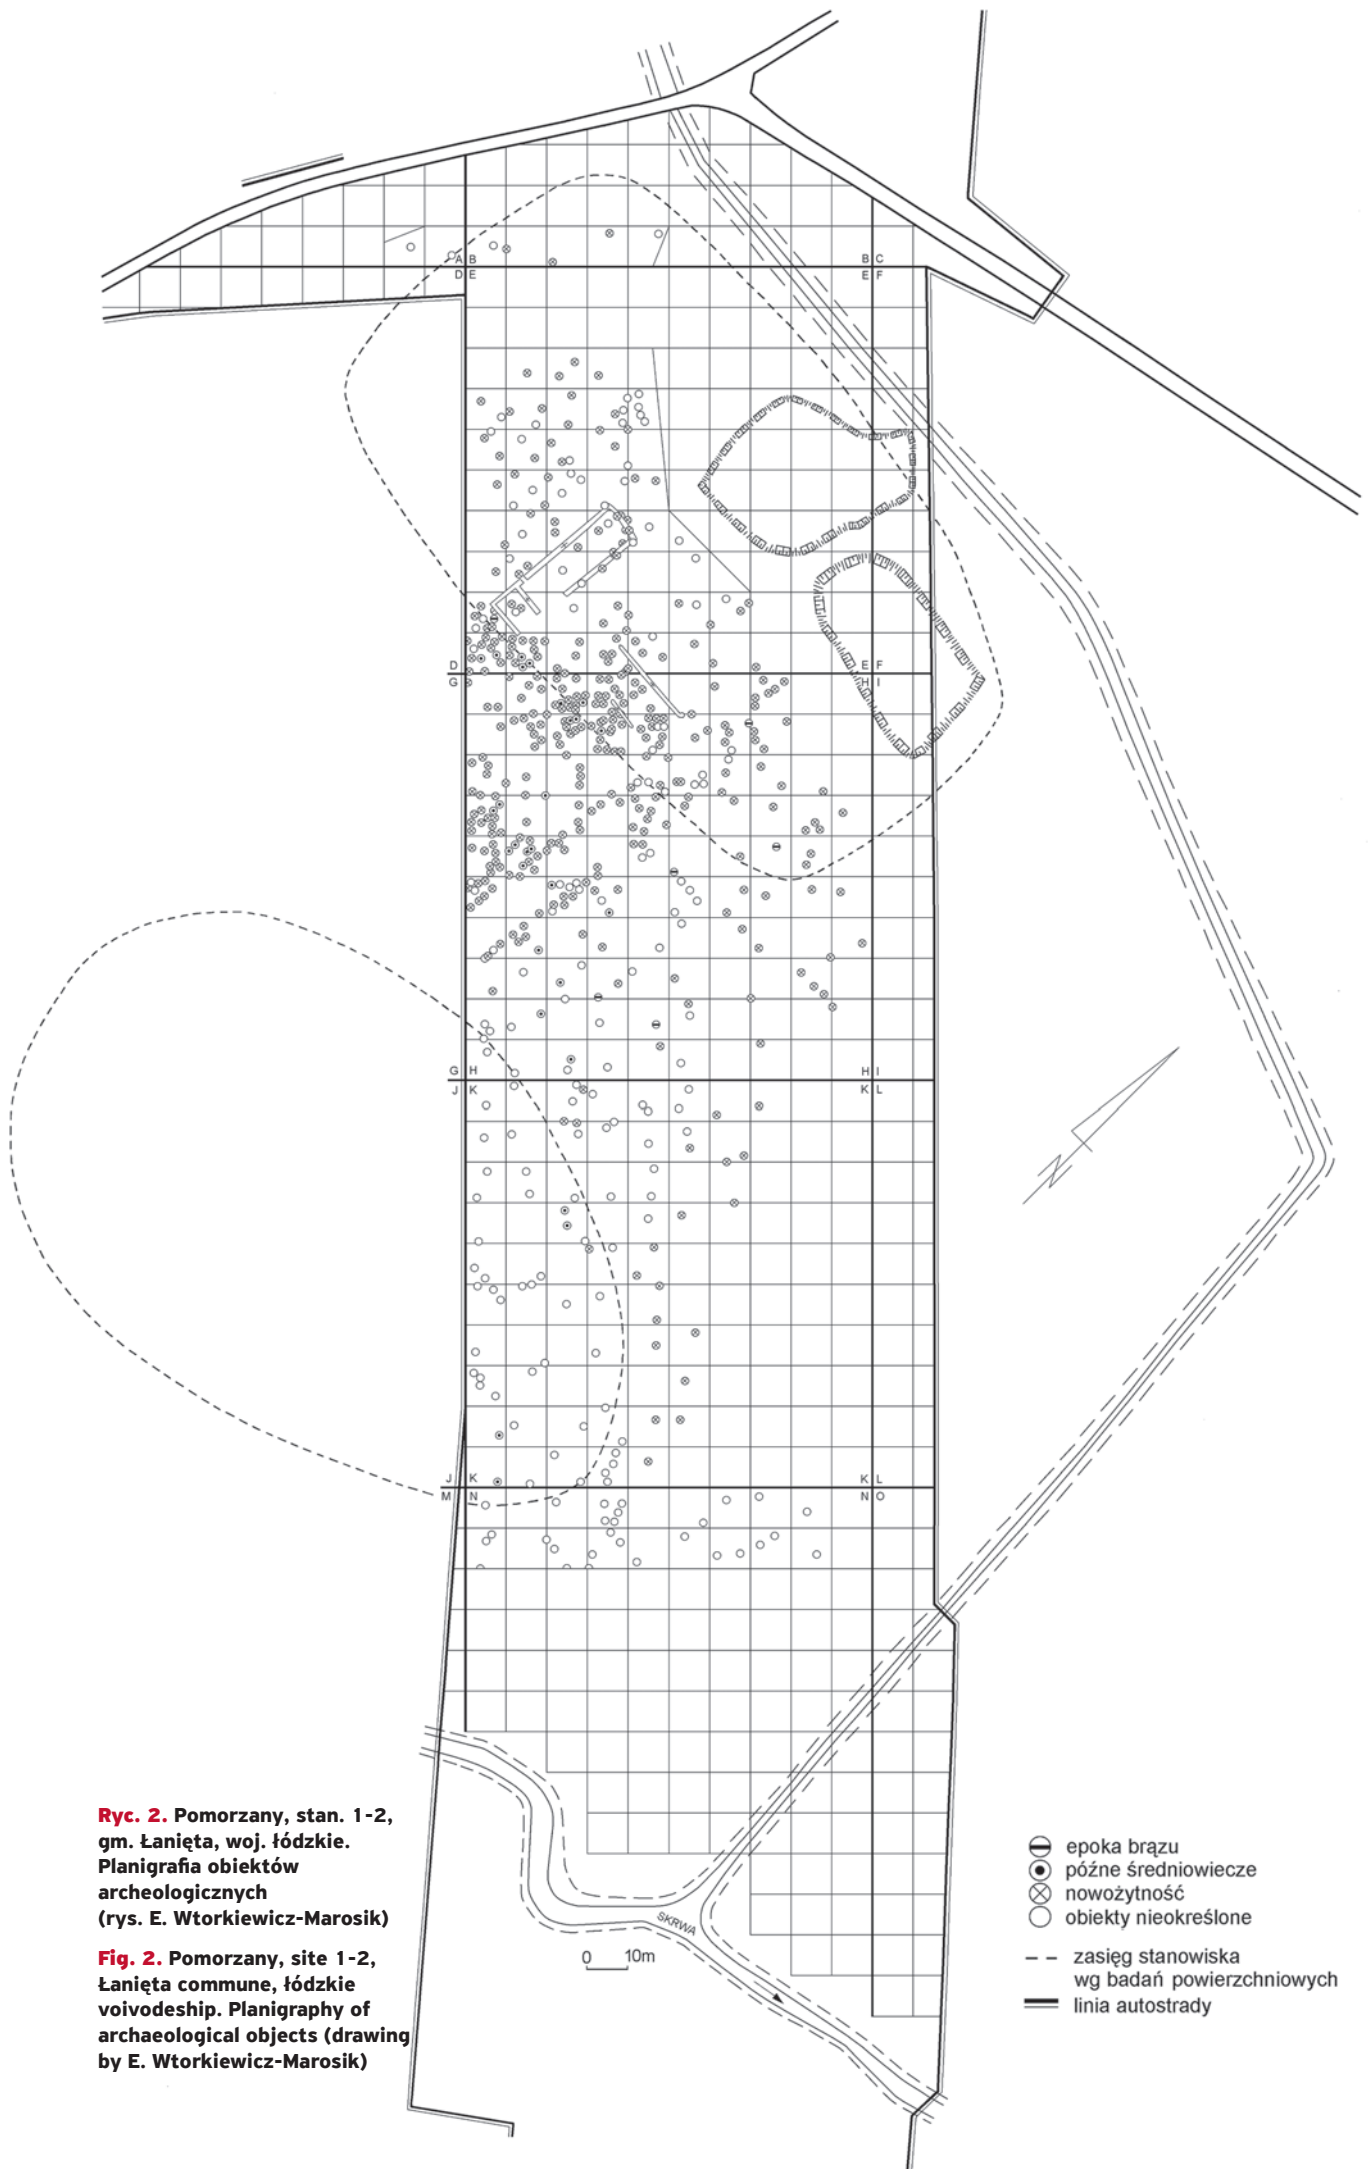 A B
D E
B C
E F
D
G
E F
H I
G H
J K
H I
K L
J K
M N
K L
N O
SKRWA
0 10m
Ryc. 2. Pomorzany, stan. 1-2,
gm. Łanięta, woj. łódzkie.
Planigrafia obiektów
archeologicznych
(rys. E. Wtorkiewicz-Marosik)
Fig. 2. Pomorzany, site 1-2,
Łanięta commune, łódzkie
voivodeship. Planigraphy of
archaeological objects (drawing
by E. Wtorkiewicz-Marosik)
epoka brązu
późne średniowiecze
nowożytność
obiekty nieokreślone
zasięg stanowiska
wg badań powierzchniowych
linia autostrady